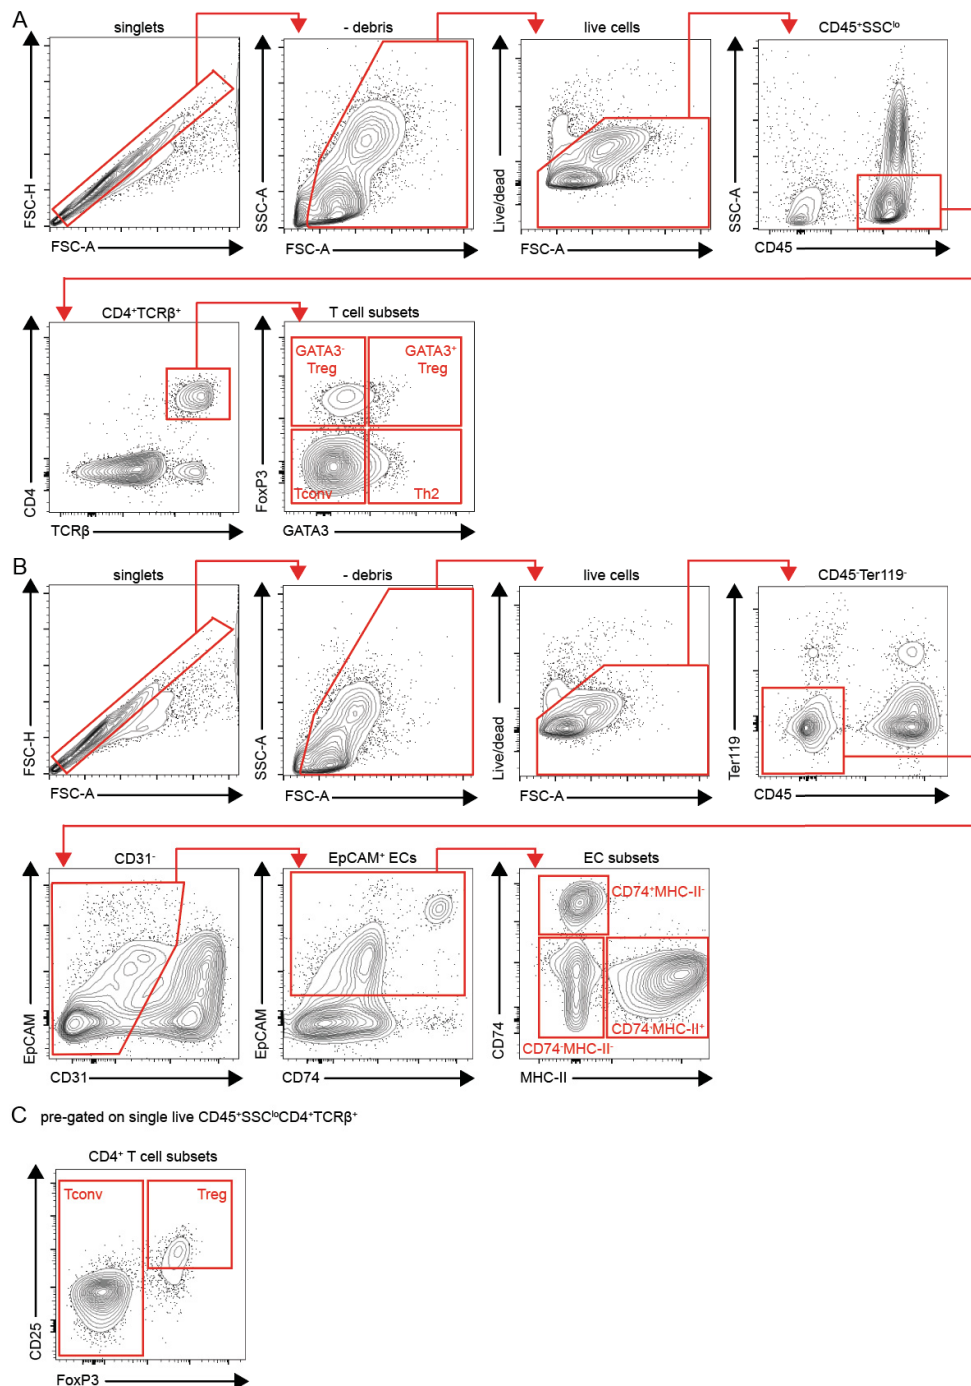 A
singlets
- debris
live cells
CD45⁺SSCˡᵒ
FSC-H
FSC-A
SSC-A
FSC-A
Live/dead
FSC-A
SSC-A
CD45
CD4⁺TCRβ⁺
T cell subsets
CD4
TCRβ
FoxP3
GATA3
GATA3⁻
Treg
GATA3⁺
Treg
Tconv
Th2
B
singlets
- debris
live cells
CD45⁻Ter119⁻
FSC-H
FSC-A
SSC-A
FSC-A
Live/dead
FSC-A
Ter119
CD45
CD31⁻
EpCAM⁺ ECs
EC subsets
EpCAM
CD31
EpCAM
CD74
CD74
MHC-II
CD74⁺MHC-II⁻
CD74⁻MHC-II⁺
CD74⁻MHC-II⁻
C pre-gated on single live CD45⁺SSCˡᵒCD4⁺TCRβ⁺
CD4⁺ T cell subsets
Tconv
Treg
CD25
FoxP3